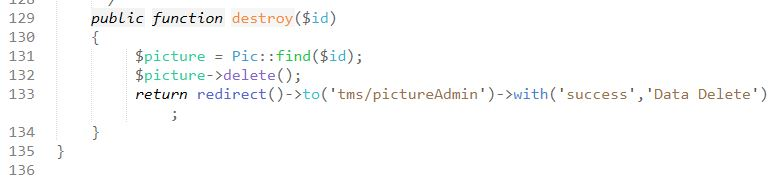 129 public function destroy($id)
130 {
131 $picture = Pic::find($id);
132 $picture->delete();
133 return redirect()->to('tms/pictureAdmin')->with('success','Data Delete')
;
134 }
135 }
136